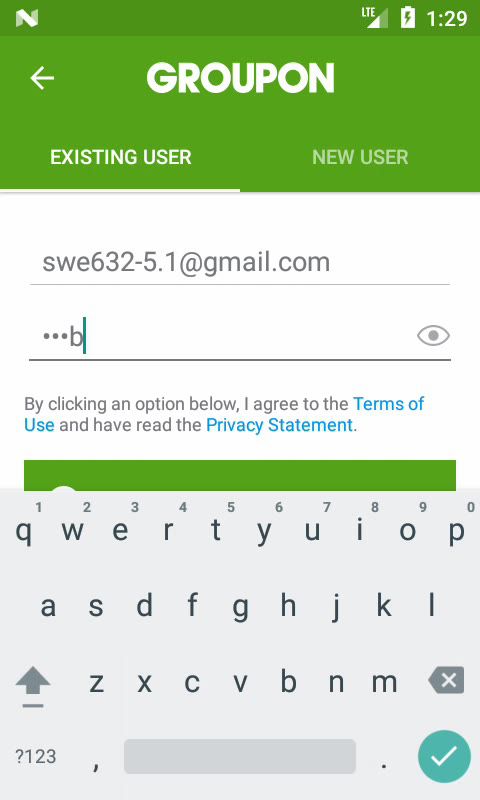 LTE 1:29
GROUPON
EXISTING USER NEW USER
swe632-5.1@gmail.com
•••b
By clicking an option below, I agree to the Terms of
Use and have read the Privacy Statement.
1 2 3 4 5 6 7 8 9 0
q w e r t y u i o p
a s d f g h j k l
z x c v b n m
?123 , .